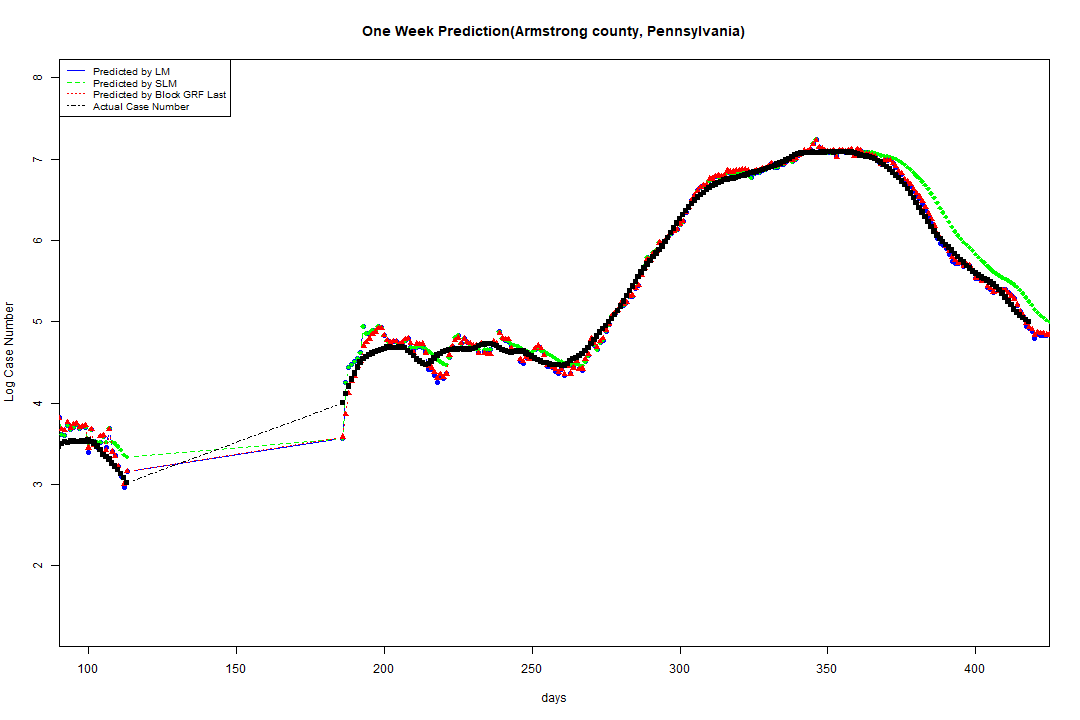 One Week Prediction(Armstrong county, Pennsylvania)
Predicted by LM
Predicted by SLM
Predicted by Block GRF Last
Actual Case Number
8
7
6
5
4
3
2
Log Case Number
100 150 200 250 300 350 400
days